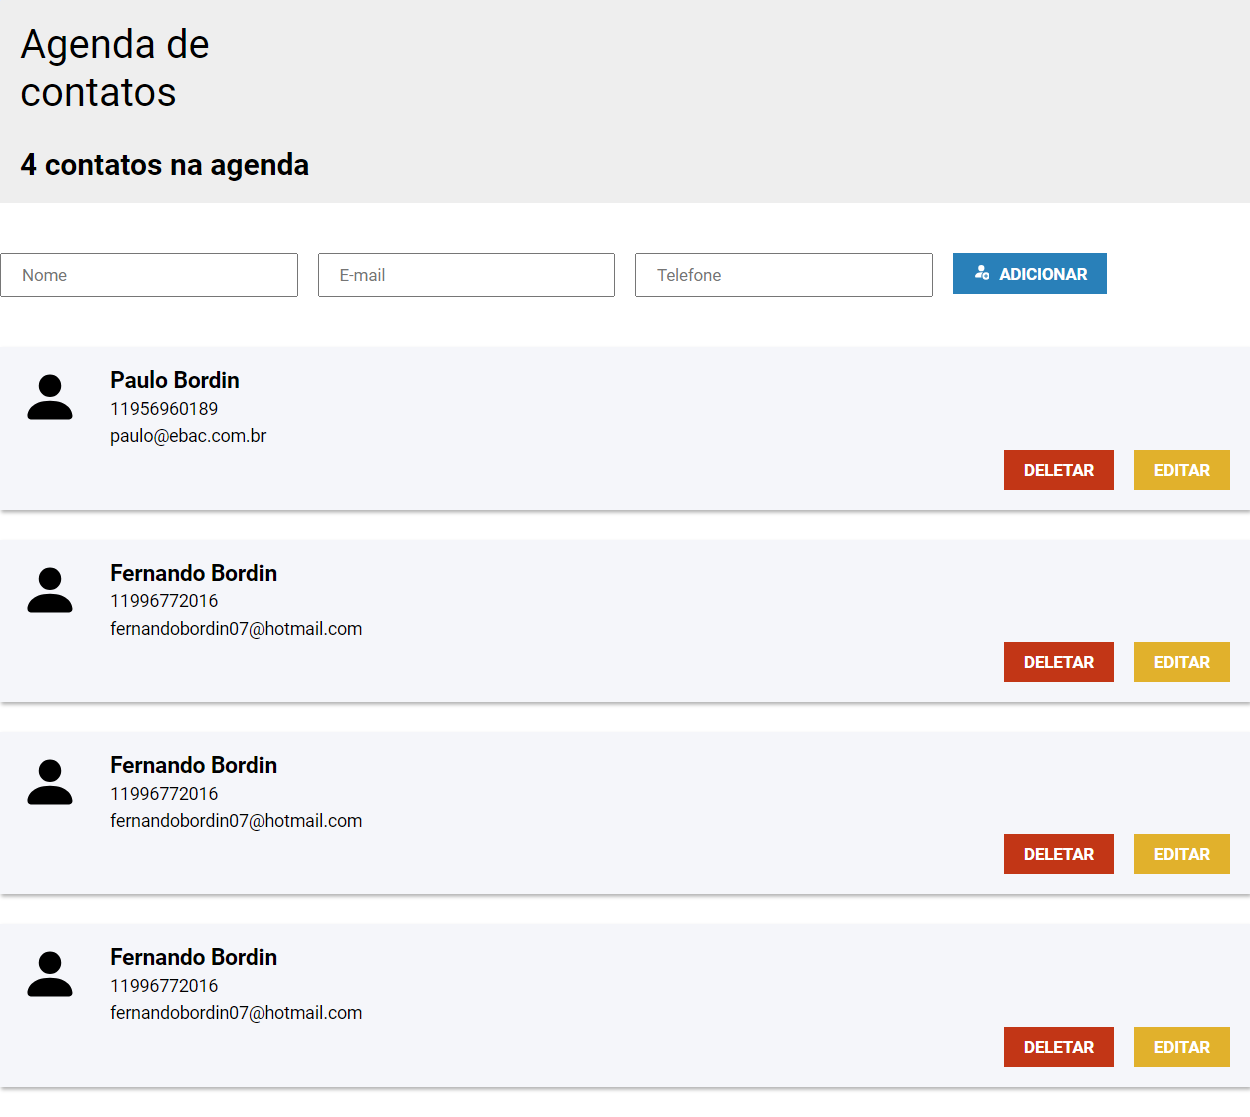 Agenda de
contatos
4 contatos na agenda
Nome E-mail Telefone ADICIONAR
Paulo Bordin
11956960189
paulo@ebac.com.br
DELETAR EDITAR
Fernando Bordin
11996772016
fernandobordin07@hotmail.com
DELETAR EDITAR
Fernando Bordin
11996772016
fernandobordin07@hotmail.com
DELETAR EDITAR
Fernando Bordin
11996772016
fernandobordin07@hotmail.com
DELETAR EDITAR